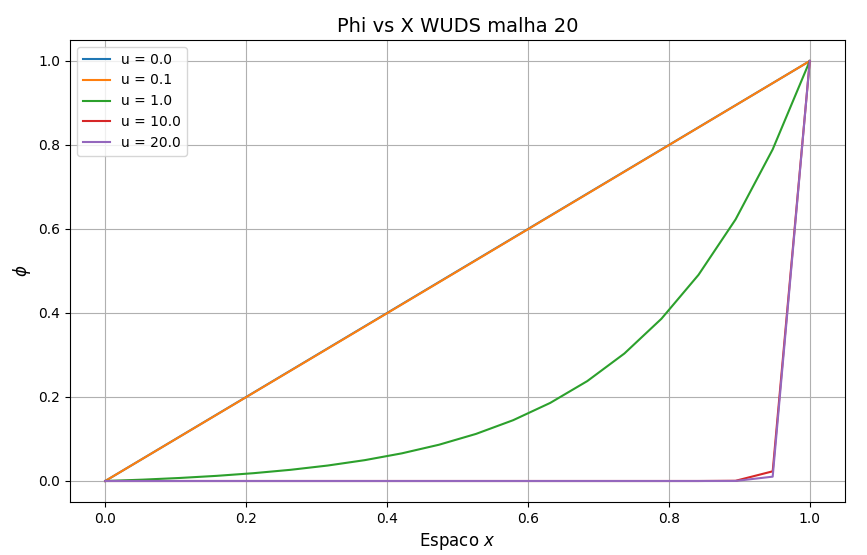 Phi vs X WUDS malha 20
1.0
0.8
0.6
0.4
0.2
0.0
ϕ
u = 0.0
u = 0.1
u = 1.0
u = 10.0
u = 20.0
0.0 0.2 0.4 0.6 0.8 1.0
Espaco x